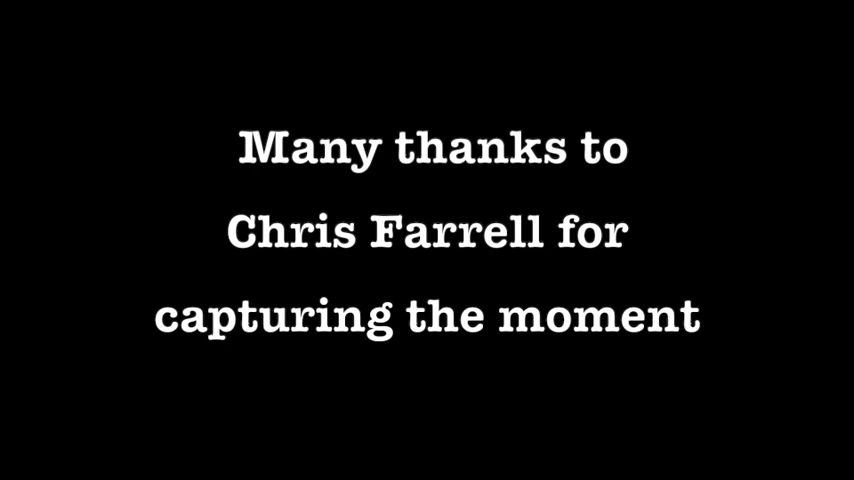 Many thanks to
Chris Farrell for
capturing the moment